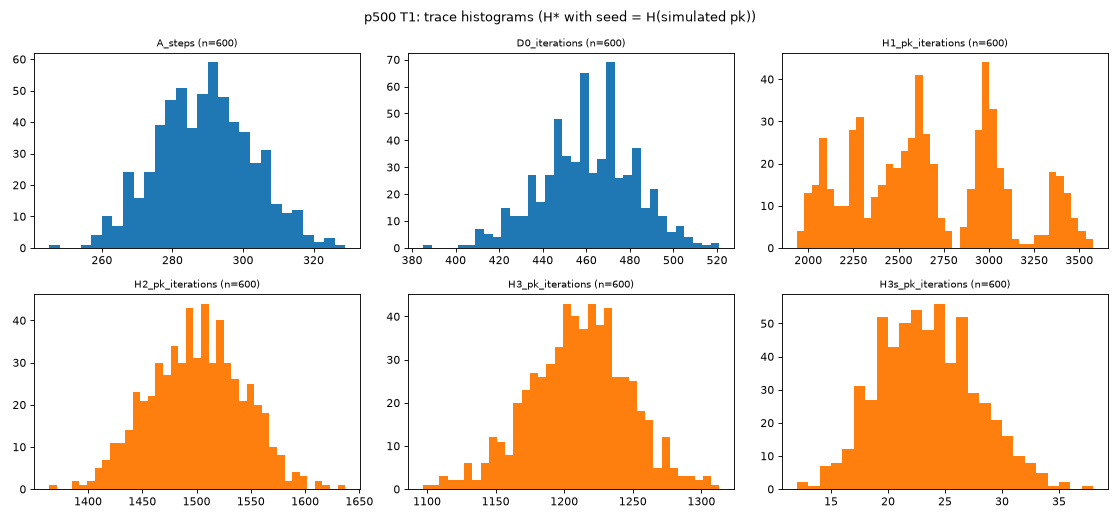 p500 T1: trace histograms (H* with seed = H(simulated pk))
A_steps (n=600)
60
50
40
30
20
10
0
260 280 300 320
D0_iterations (n=600)
70
60
50
40
30
20
10
0
380 400 420 440 460 480 500 520
H1_pk_iterations (n=600)
40
30
20
10
0
2000 2250 2500 2750 3000 3250 3500
H2_pk_iterations (n=600)
40
30
20
10
0
1400 1450 1500 1550 1600 1650
H3_pk_iterations (n=600)
40
30
20
10
0
1100 1150 1200 1250 1300
H3s_pk_iterations (n=600)
50
40
30
20
10
0
15 20 25 30 35